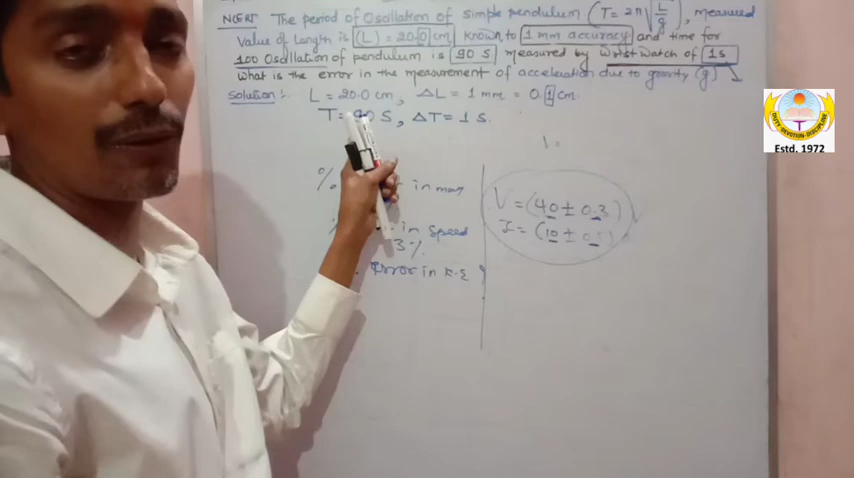 NCERT The period of Oscillation of simple pendulum (T = 2π√(L/g)), measured
Value of Length is (L) = 20.0 cm known to 1 mm accuracy and time for
100 Oscillation of pendulum is 90 S measured by Wrist Watch of 1s
What is the error in the measurement of acceleration due to gravity (g)
Solution :- L = 20.0 cm, ΔL = 1 mm = 0.1 cm.
T = 90 S, ΔT = 1 S.
1 =
% in mass
V = (40 ± 0.3)
in speed
I = (10 ± 0.5)
3 %.
Error in K.E
DUTY-DEVOTION-DISCIPLINE
Estd. 1972